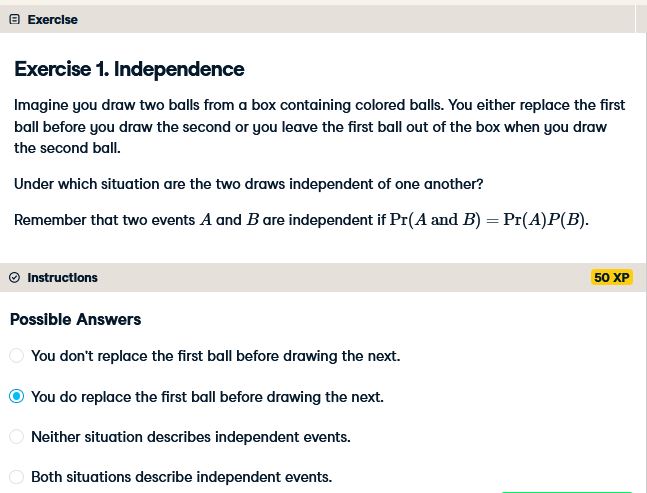 Exercise
Exercise 1. Independence
Imagine you draw two balls from a box containing colored balls. You either replace the first
ball before you draw the second or you leave the first ball out of the box when you draw
the second ball.
Under which situation are the two draws independent of one another?
Remember that two events A and B are independent if Pr(A and B) = Pr(A)P(B).
Instructions
50 XP
Possible Answers
You don't replace the first ball before drawing the next.
You do replace the first ball before drawing the next.
Neither situation describes independent events.
Both situations describe independent events.